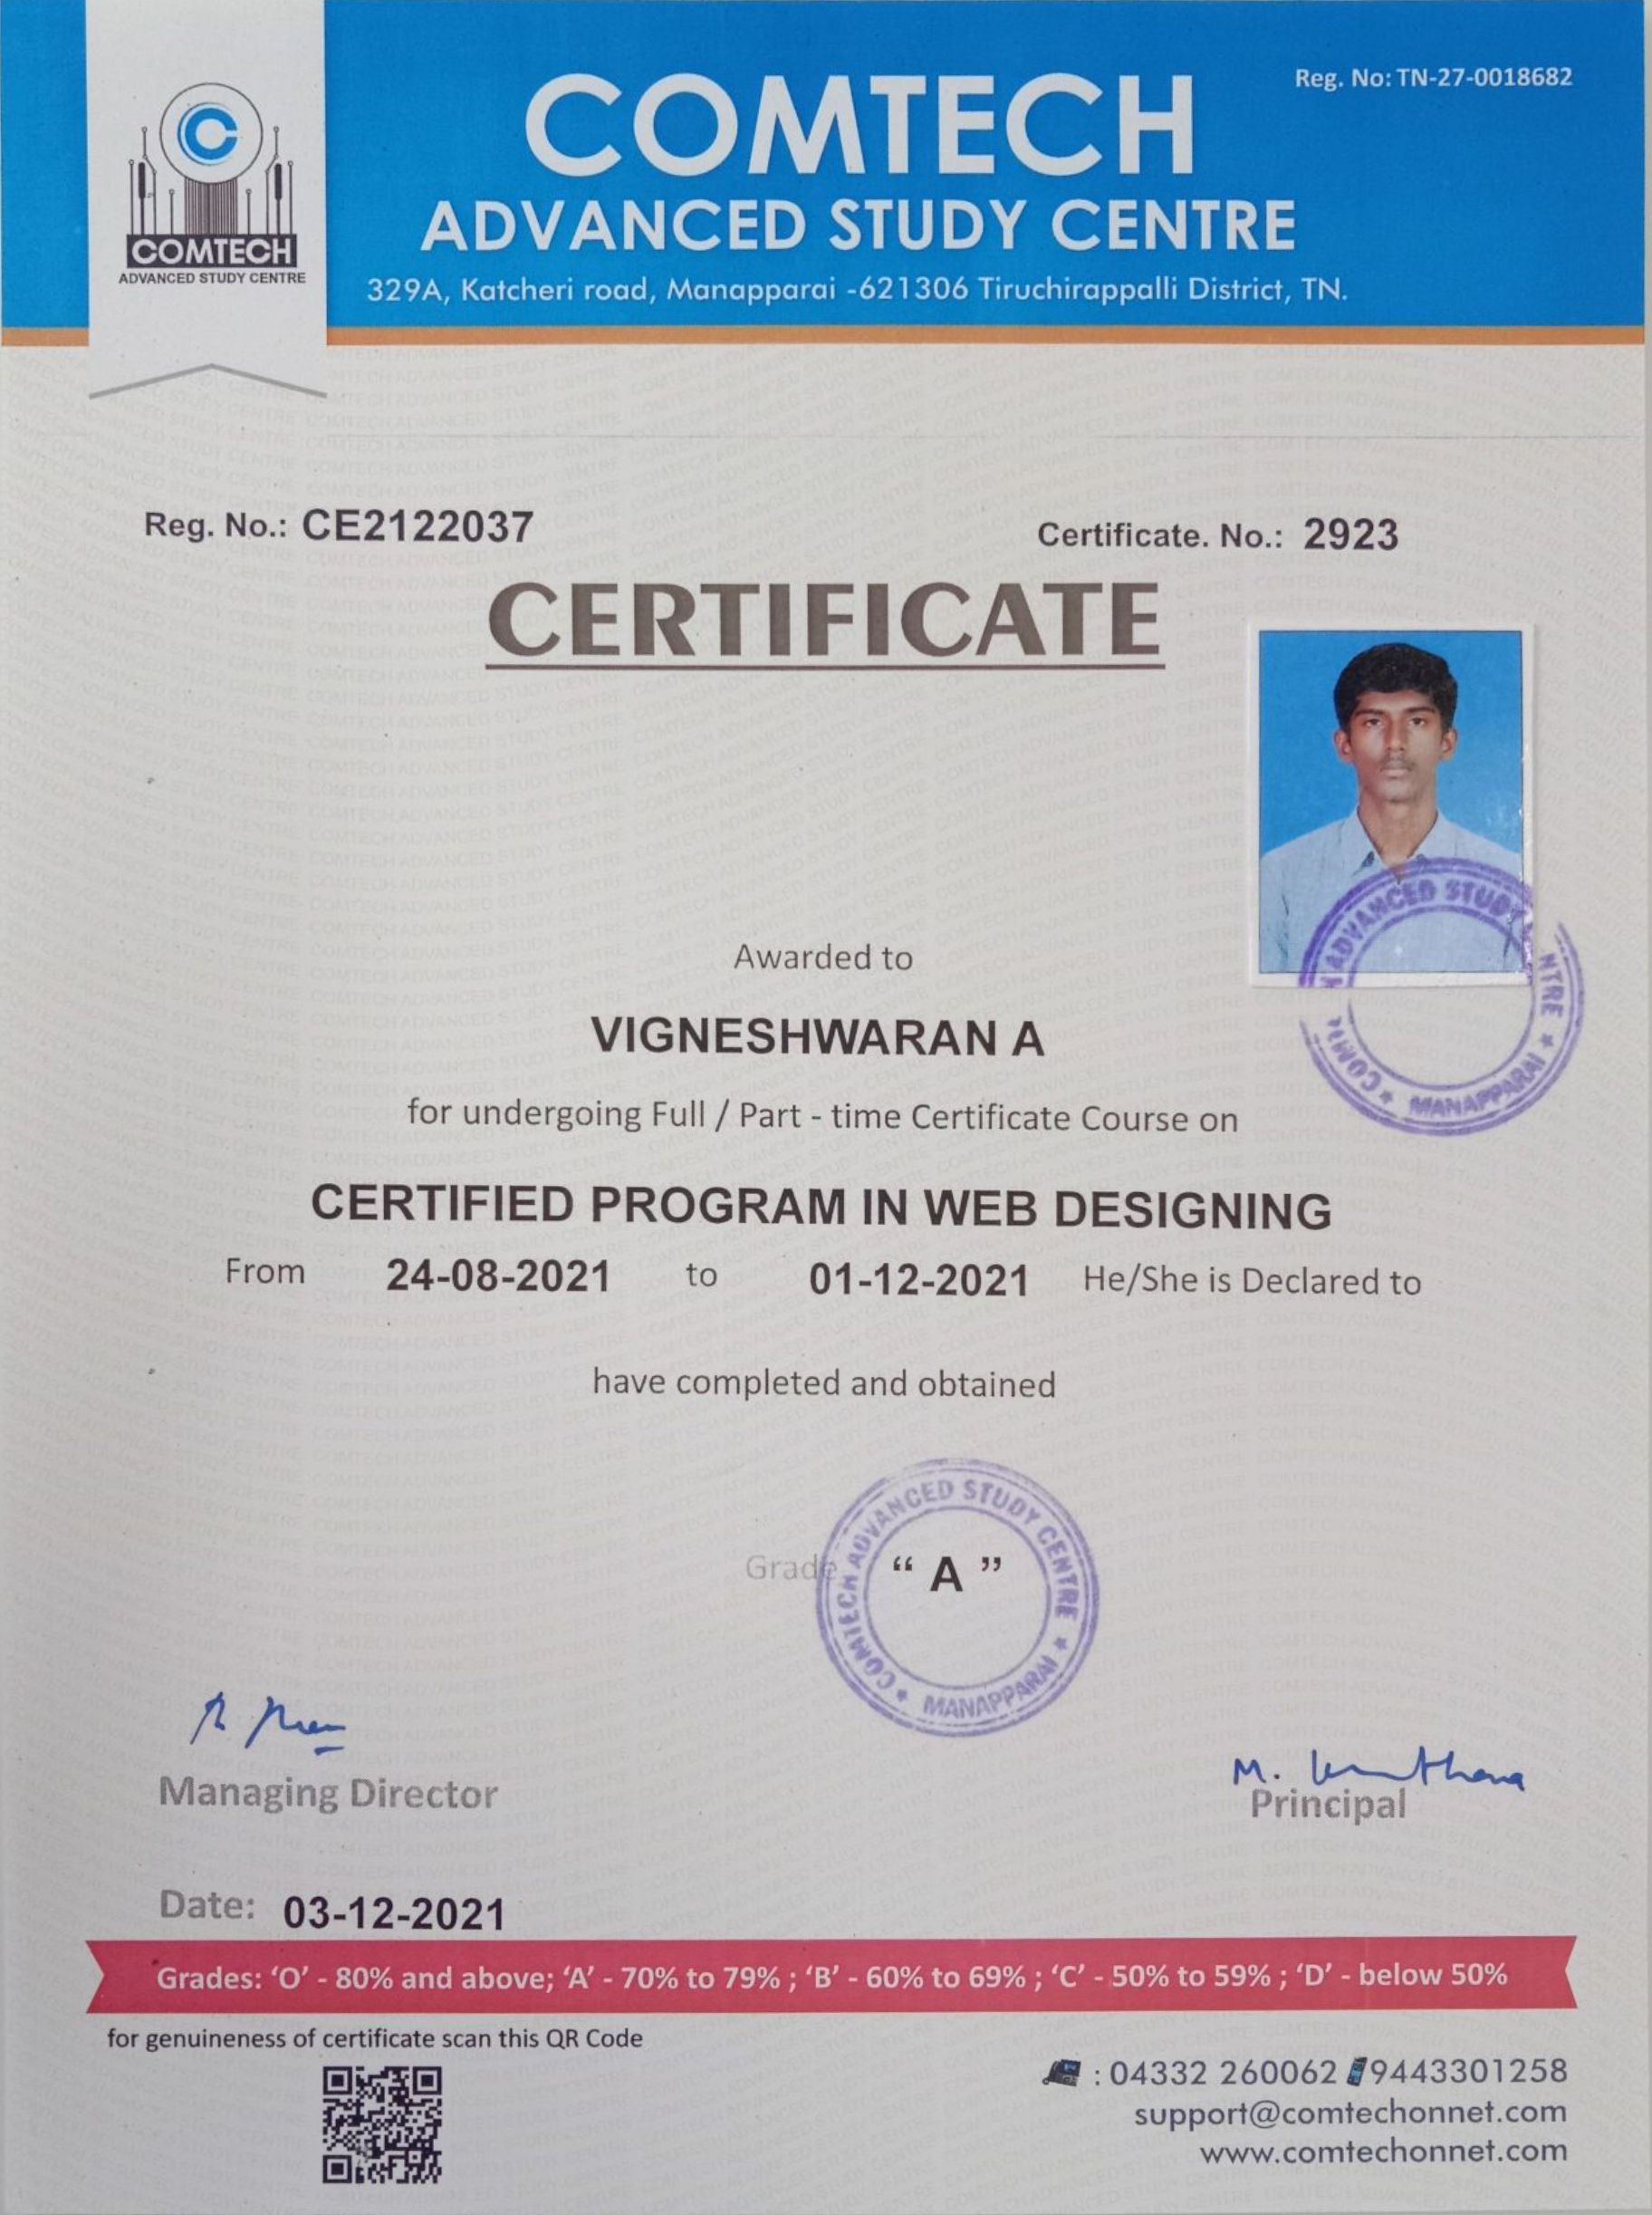 Reg. No: TN-27-0018682
COMTECH
ADVANCED STUDY CENTRE
329A, Katcheri road, Manapparai -621306 Tiruchirappalli District, TN.
C
COMTECH
ADVANCED STUDY CENTRE
Reg. No.: CE2122037
Certificate. No.: 2923
CERTIFICATE
Awarded to
VIGNESHWARAN A
ADVANCED STUDY
MANAPPARAI
for undergoing Full / Part - time Certificate Course on
CERTIFIED PROGRAM IN WEB DESIGNING
From 24-08-2021 to 01-12-2021 He/She is Declared to
have completed and obtained
Grade “ A ”
COMTECH ADVANCED STUDY CENTRE
MANAPPARAI
Managing Director
M.
Principal
Date: 03-12-2021
Grades: ‘O’ - 80% and above; ‘A’ - 70% to 79% ; ‘B’ - 60% to 69% ; ‘C’ - 50% to 59% ; ‘D’ - below 50%
for genuineness of certificate scan this QR Code
: 04332 260062 9443301258
support@comtechonnet.com
www.comtechonnet.com